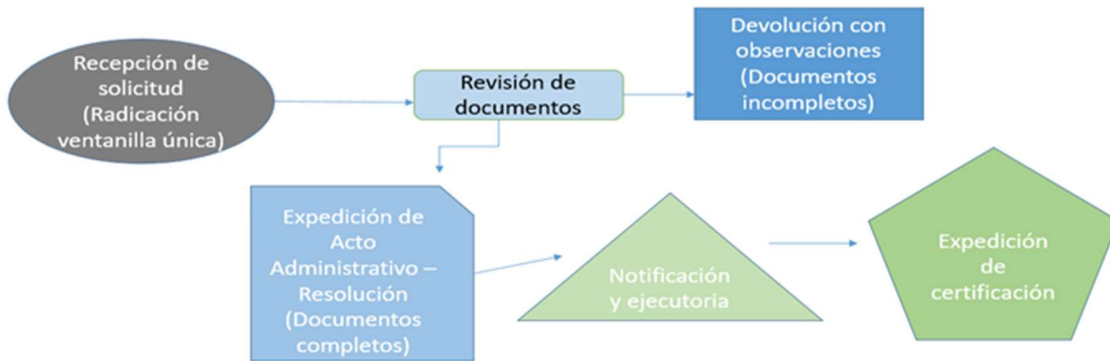 Recepción de
solicitud
(Radicación
ventanilla única)
Revisión de
documentos
Devolución con
observaciones
(Documentos
incompletos)
Expedición de
Acto
Administrativo –
Resolución
(Documentos
completos)
Notificación
y ejecutoria
Expedición
de
certificación